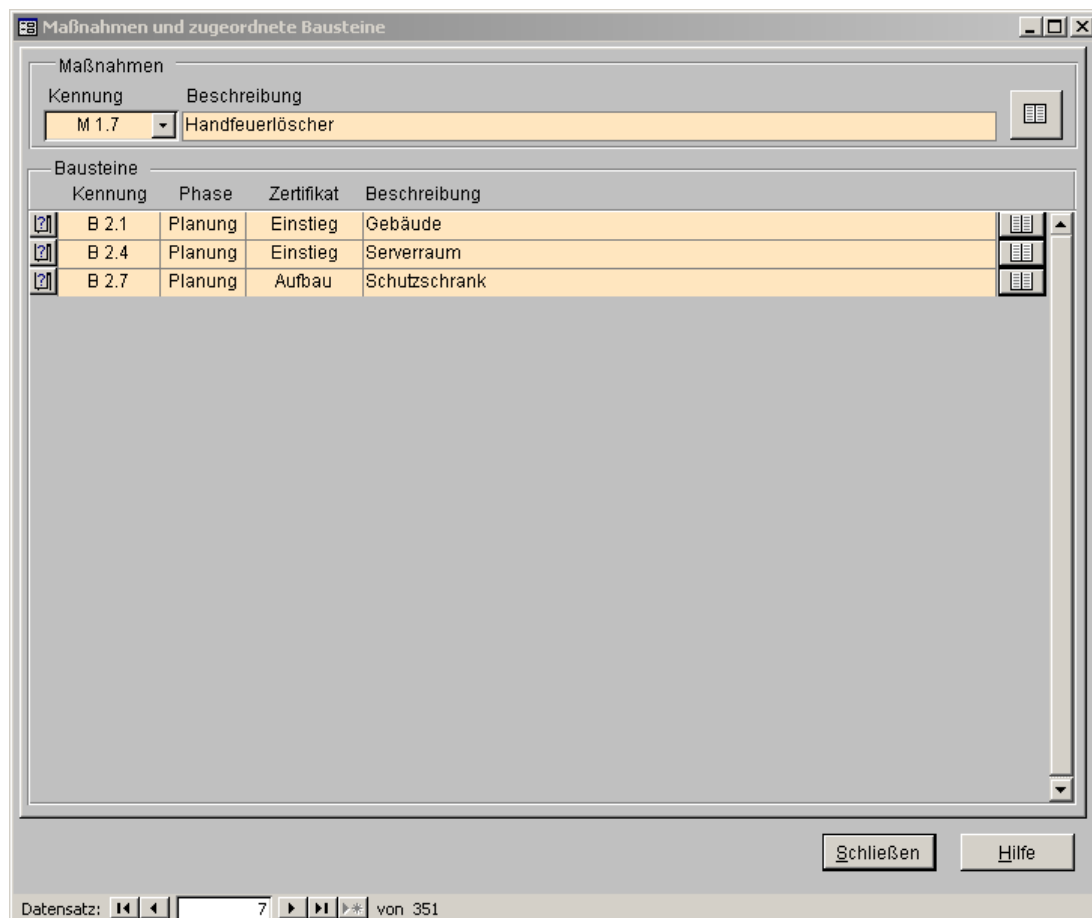 Maßnahmen und zugeordnete Bausteine
Maßnahmen
Kennung Beschreibung
M 1.7 Handfeuerlöscher
Bausteine
Kennung Phase Zertifikat Beschreibung
B 2.1 Planung Einstieg Gebäude
B 2.4 Planung Einstieg Serverraum
B 2.7 Planung Aufbau Schutzschrank
Schließen Hilfe
Datensatz: 7 von 351